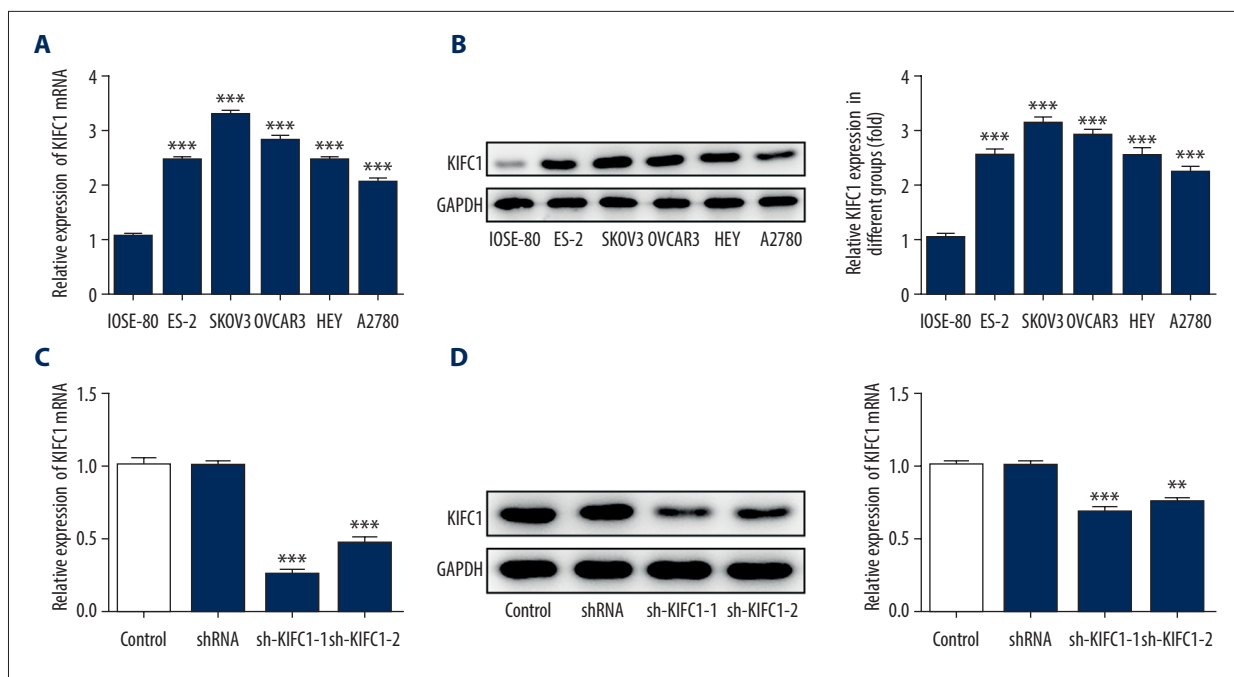 A
Relative expression of KIFC1 mRNA
4
3
2
1
0
***
***
***
***
***
IOSE-80 ES-2 SKOV3 OVCAR3 HEY A2780
B
KIFC1
GAPDH
IOSE-80 ES-2 SKOV3 OVCAR3 HEY A2780
Relative KIFC1 expression in
different groups (fold)
4
3
2
1
0
***
***
***
***
***
IOSE-80 ES-2 SKOV3 OVCAR3 HEY A2780
C
Relative expression of KIFC1 mRNA
1.5
1.0
0.5
0.0
***
***
Control shRNA sh-KIFC1-1 sh-KIFC1-2
D
KIFC1
GAPDH
Control shRNA sh-KIFC1-1 sh-KIFC1-2
Relative expression of KIFC1 mRNA
1.5
1.0
0.5
0.0
***
**
Control shRNA sh-KIFC1-1 sh-KIFC1-2